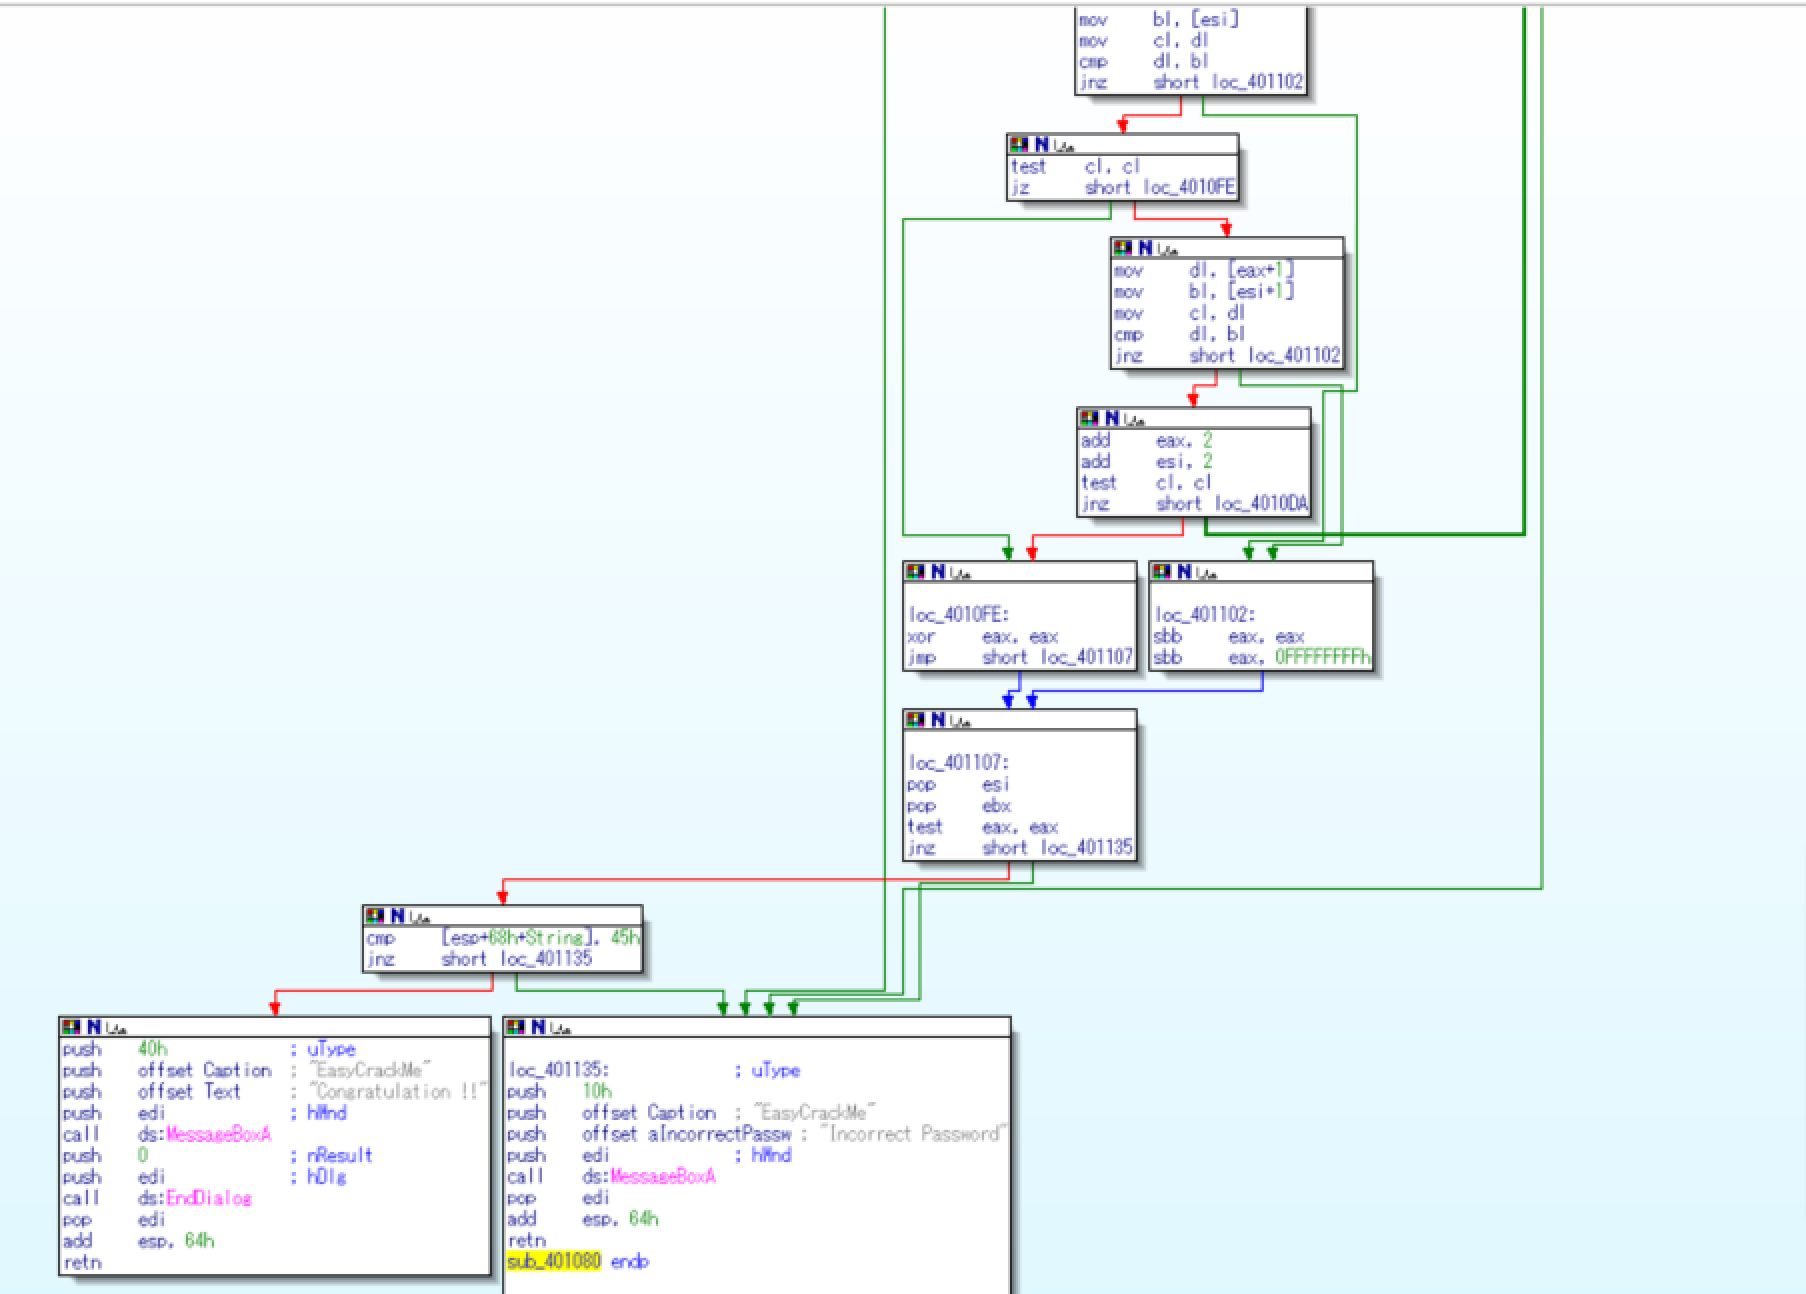 mov bl, [esi]
mov cl, dl
cmp dl, bl
jnz short loc_401102
test cl, cl
jz short loc_4010FE
mov dl, [eax+1]
mov bl, [esi+1]
mov cl, dl
cmp dl, bl
jnz short loc_401102
add eax, 2
add esi, 2
test cl, cl
jnz short loc_4010DA
loc_4010FE:
xor eax, eax
jmp short loc_401107
loc_401102:
sbb eax, eax
sbb eax, 0FFFFFFFFh
loc_401107:
pop esi
pop ebx
test eax, eax
jnz short loc_401135
cmp [esp+68h+String], 45h
jnz short loc_401135
push 40h ; uType
push offset Caption ; "EasyCrackMe"
push offset Text ; "Congratulation !!"
push edi ; hWnd
call ds:MessageBoxA
push 0 ; nResult
push edi ; hDlg
call ds:EndDialog
pop edi
add esp, 64h
retn
loc_401135: ; uType
push 10h
push offset Caption ; "EasyCrackMe"
push offset aIncorrectPassw ; "Incorrect Password"
push edi ; hWnd
call ds:MessageBoxA
pop edi
add esp, 64h
retn
sub_401080 endp